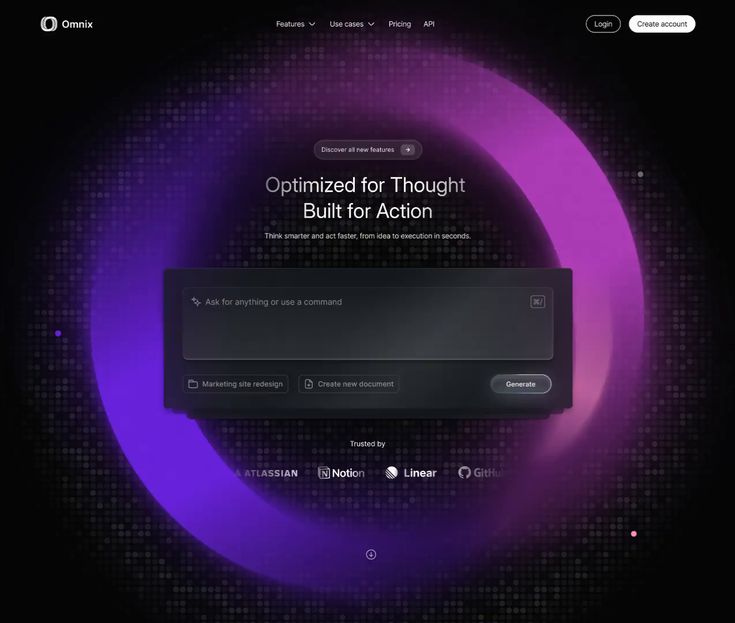 Omnix
Features
Use cases
Pricing
API
Login
Create account
Discover all new features
Optimized for Thought
Built for Action
Think smarter and act faster, from idea to execution in seconds.
Ask for anything or use a command
⌘/
Marketing site redesign
Create new document
Generate
Trusted by
ATLASSIAN
Notion
Linear
GitHub